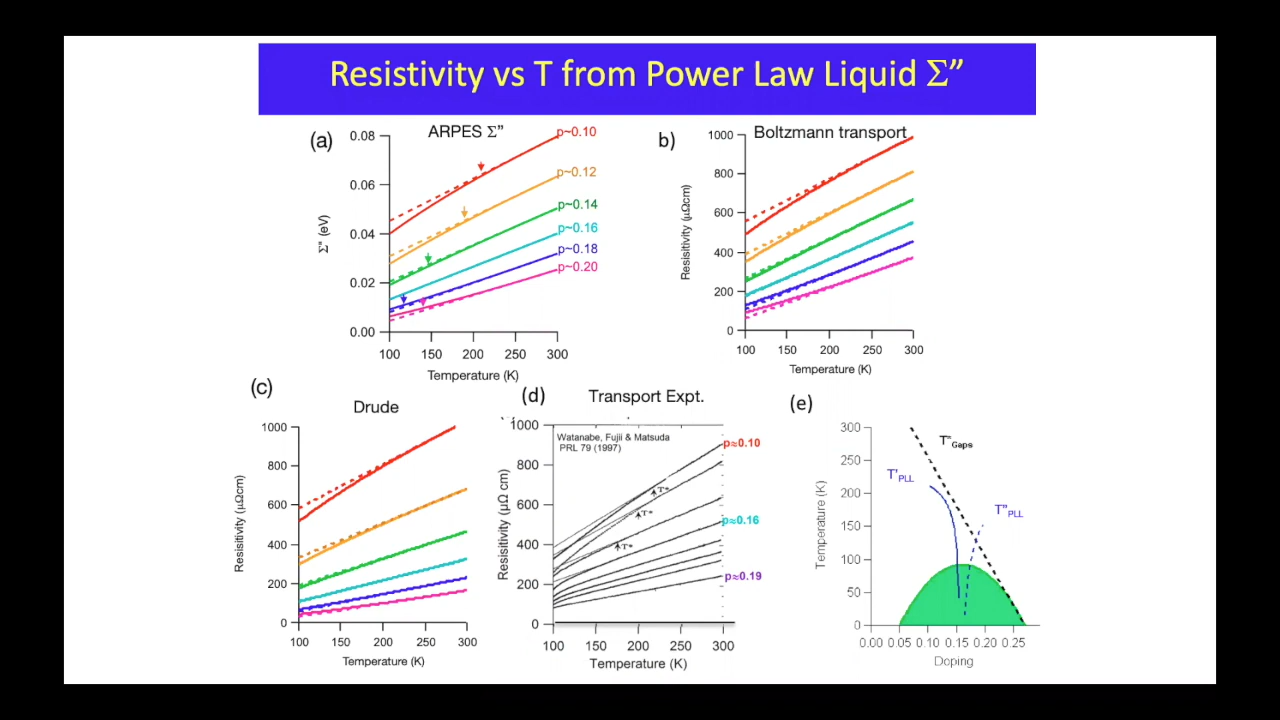 Resistivity vs T from Power Law Liquid Σ”
(a)
ARPES Σ”
p~0.10
p~0.12
p~0.14
p~0.16
p~0.18
p~0.20
0.08
0.06
0.04
0.02
0.00
Σ” (eV)
100 150 200 250 300
Temperature (K)
b)
Boltzmann transport
1000
800
600
400
200
0
Resisitivity (μΩcm)
100 150 200 250 300
Temperature (K)
(c)
Drude
1000
800
600
400
200
0
Resisitivity (μΩcm)
100 150 200 250 300
Temperature (K)
(d)
Transport Expt.
Watanabe, Fujii & Matsuda
PRL 79 (1997)
p≈0.10
p≈0.16
p≈0.19
T*
T*
T*
1000
800
600
400
200
0
Resisitivity (μΩ cm)
100 150 200 250 300
Temperature (K)
(e)
T*Gaps
T'PLL
T"PLL
300
250
200
150
100
50
0
Temperature (K)
0.00 0.05 0.10 0.15 0.20 0.25
Doping